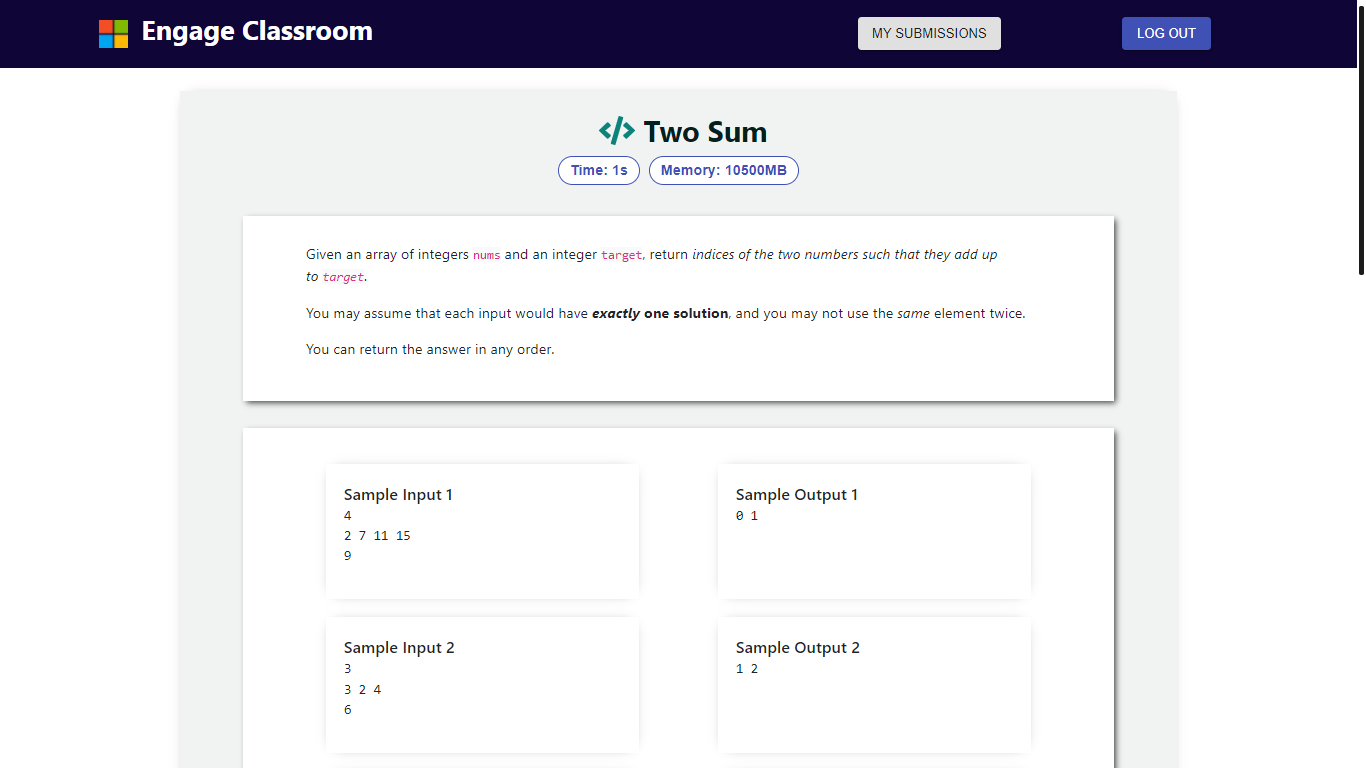 Engage Classroom
MY SUBMISSIONS
LOG OUT
</> Two Sum
Time: 1s
Memory: 10500MB
Given an array of integers nums and an integer target, return indices of the two numbers such that they add up
to target.
You may assume that each input would have exactly one solution, and you may not use the same element twice.
You can return the answer in any order.
Sample Input 1
4
2 7 11 15
9
Sample Output 1
0 1
Sample Input 2
3
3 2 4
6
Sample Output 2
1 2